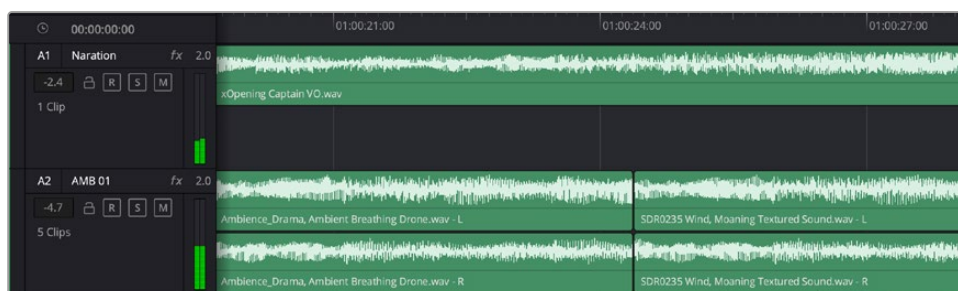 00:00:00:00 01:00:21:00 01:00:24:00 01:00:27:00
A1 Naration fx 2.0
-2.4 R S M
xOpening Captain VO.wav
1 Clip
A2 AMB 01 fx 2.0
-4.7 R S M
Ambience_Drama, Ambient Breathing Drone.wav - L SDR0235 Wind, Moaning Textured Sound.wav - L
5 Clips
Ambience_Drama, Ambient Breathing Drone.wav - R SDR0235 Wind, Moaning Textured Sound.wav - R